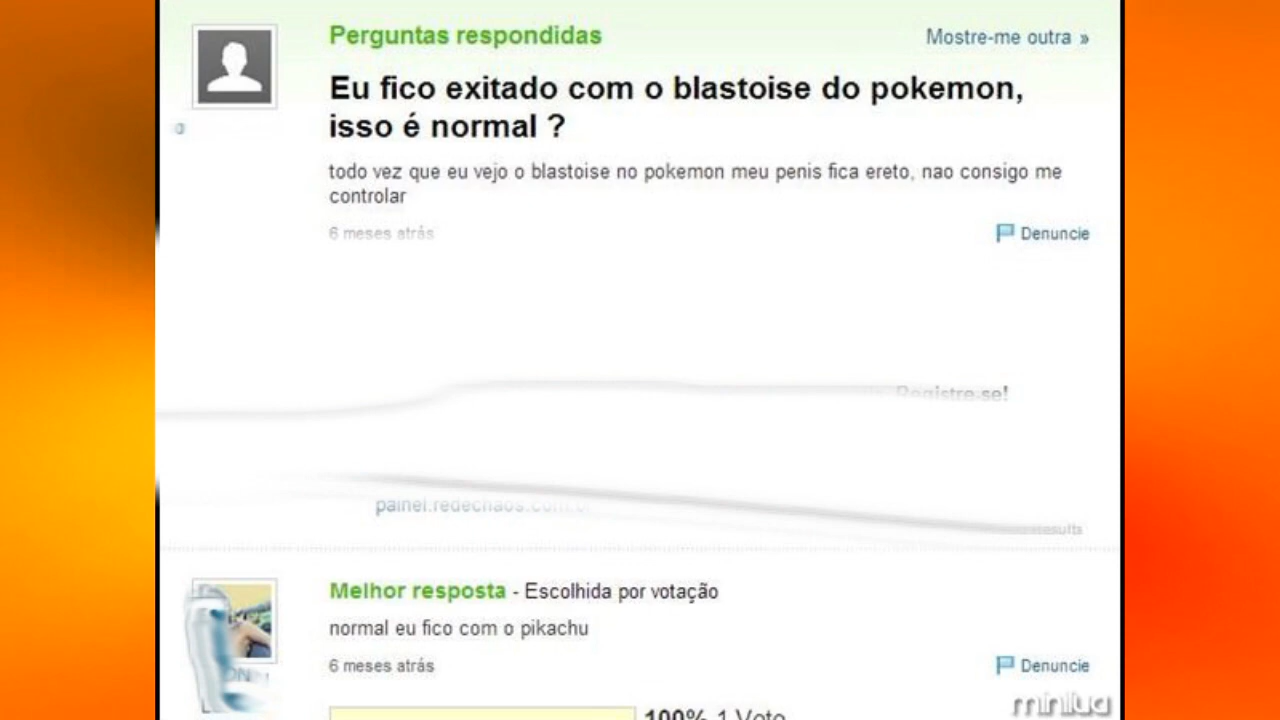 Perguntas respondidas
Mostre-me outra »
Eu fico exitado com o blastoise do pokemon,
isso é normal ?
todo vez que eu vejo o blastoise no pokemon meu penis fica ereto, nao consigo me
controlar
6 meses atrás
Denuncie
Registre-se!
painel.redechaos.com.br
results
Melhor resposta - Escolhida por votação
normal eu fico com o pikachu
6 meses atrás
Denuncie
100% 1 Voto
minilua